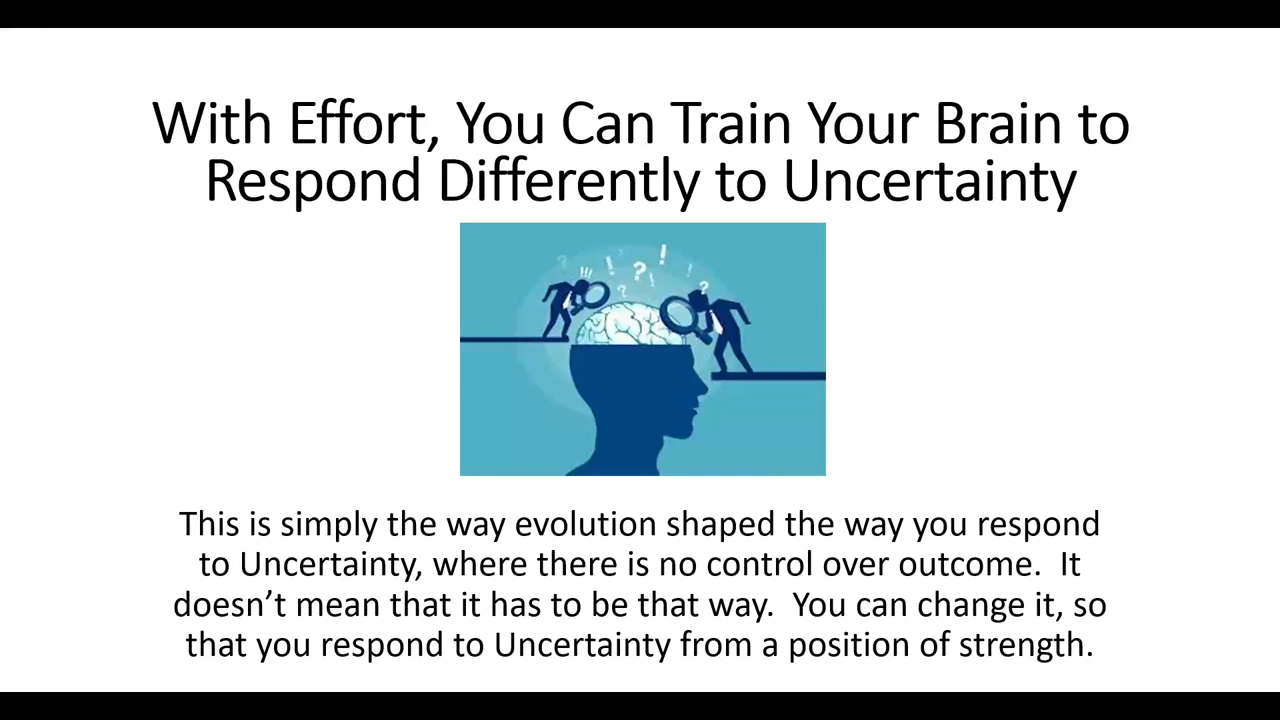 With Effort, You Can Train Your Brain to
Respond Differently to Uncertainty
? !!! ! ? ! ! ? ? !
This is simply the way evolution shaped the way you respond
to Uncertainty, where there is no control over outcome.  It
doesn’t mean that it has to be that way.  You can change it, so
that you respond to Uncertainty from a position of strength.